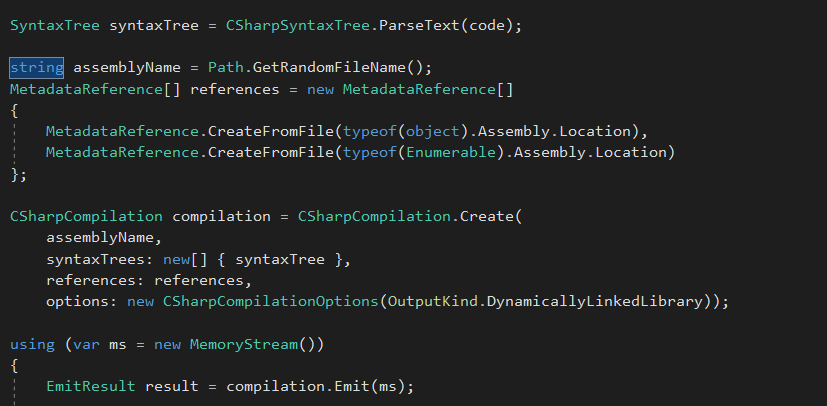 SyntaxTree syntaxTree = CSharpSyntaxTree.ParseText(code);
string assemblyName = Path.GetRandomFileName();
MetadataReference[] references = new MetadataReference[]
{
MetadataReference.CreateFromFile(typeof(object).Assembly.Location),
MetadataReference.CreateFromFile(typeof(Enumerable).Assembly.Location)
};
CSharpCompilation compilation = CSharpCompilation.Create(
assemblyName,
syntaxTrees: new[] { syntaxTree },
references: references,
options: new CSharpCompilationOptions(OutputKind.DynamicallyLinkedLibrary));
using (var ms = new MemoryStream())
{
EmitResult result = compilation.Emit(ms);